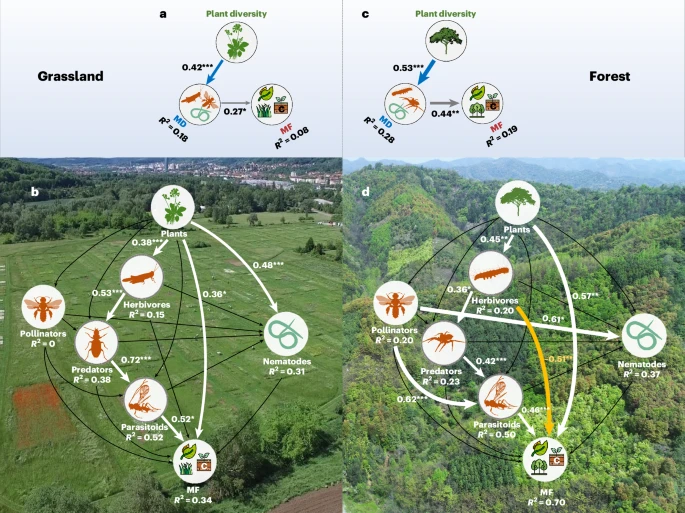 a
Plant diversity
0.42***
0.27*
MD
R² = 0.18
MF
R² = 0.08
Grassland
c
Plant diversity
0.53***
0.44**
MD
R² = 0.28
MF
R² = 0.19
Forest
b
Plants
0.38***
0.48***
0.53***
Herbivores
R² = 0.15
0.36*
Pollinators
R² = 0
0.72***
Predators
R² = 0.38
Nematodes
R² = 0.31
Parasitoids
R² = 0.52
0.52*
C
MF
R² = 0.34
d
Plants
0.45**
0.36*
Herbivores
R² = 0.20
0.57**
0.61*
Pollinators
R² = 0.20
Predators
R² = 0.23
0.42***
0.51*
Nematodes
R² = 0.37
0.62***
0.46**
Parasitoids
R² = 0.50
C
MF
R² = 0.70